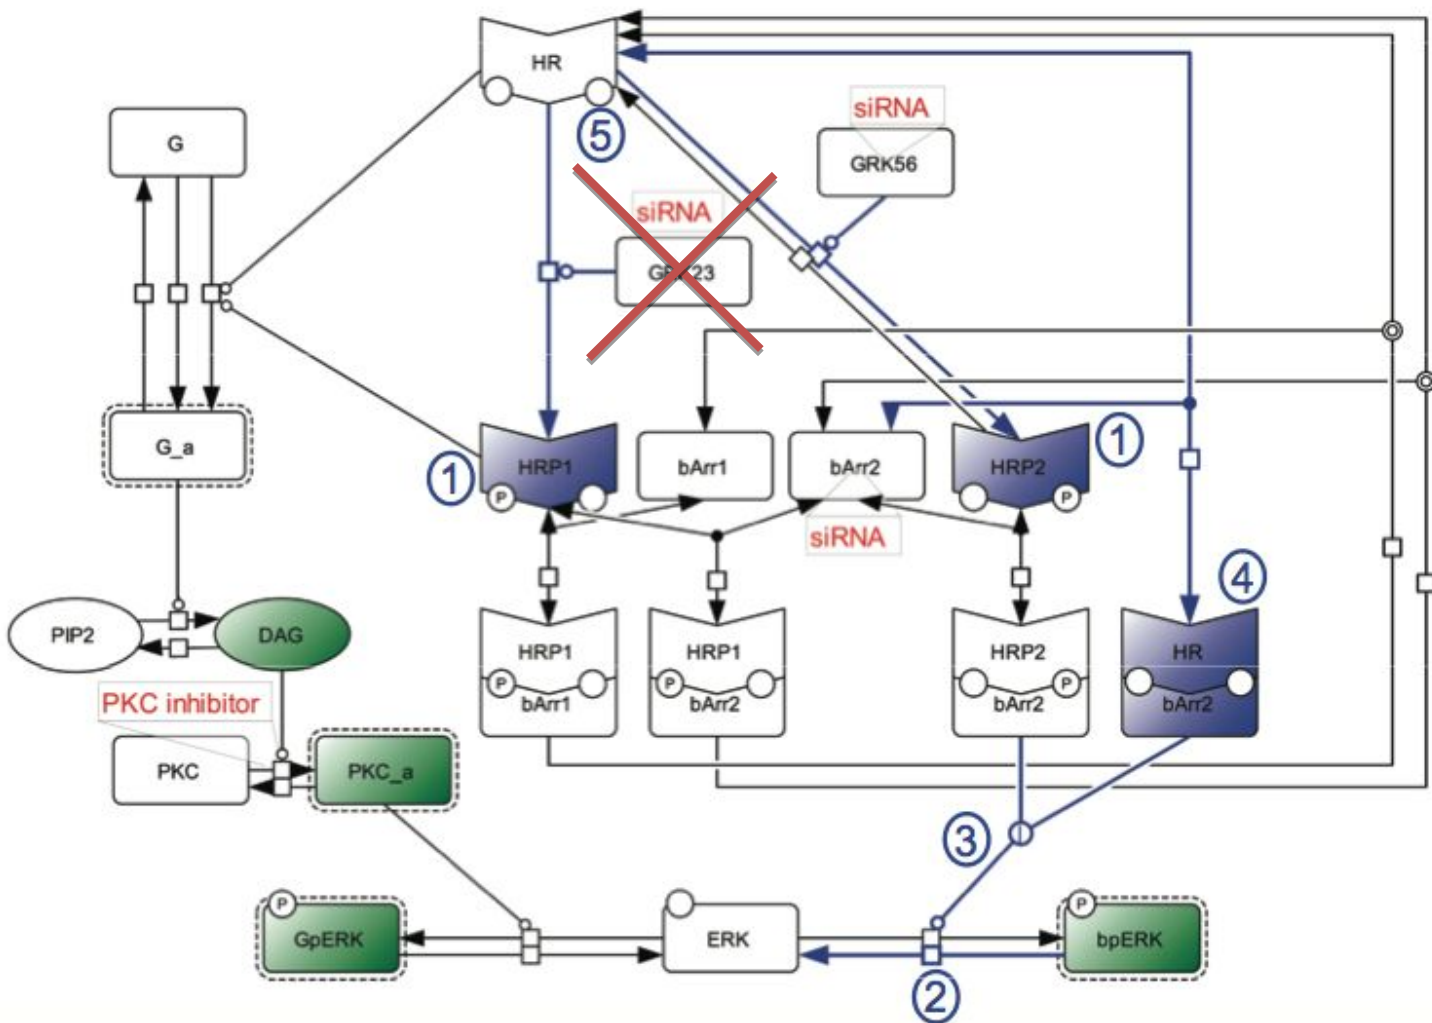 HR
siRNA
G
5
GRK56
siRNA
G_a
1
HRP1
bArr1
bArr2
HRP2
1
P
P
siRNA
4
PIP2
DAG
HRP1
HRP1
HRP2
HR
P
P
P
bArr1
bArr2
bArr2
bArr2
PKC inhibitor
PKC
PKC_a
3
P
P
GpERK
ERK
bpERK
2